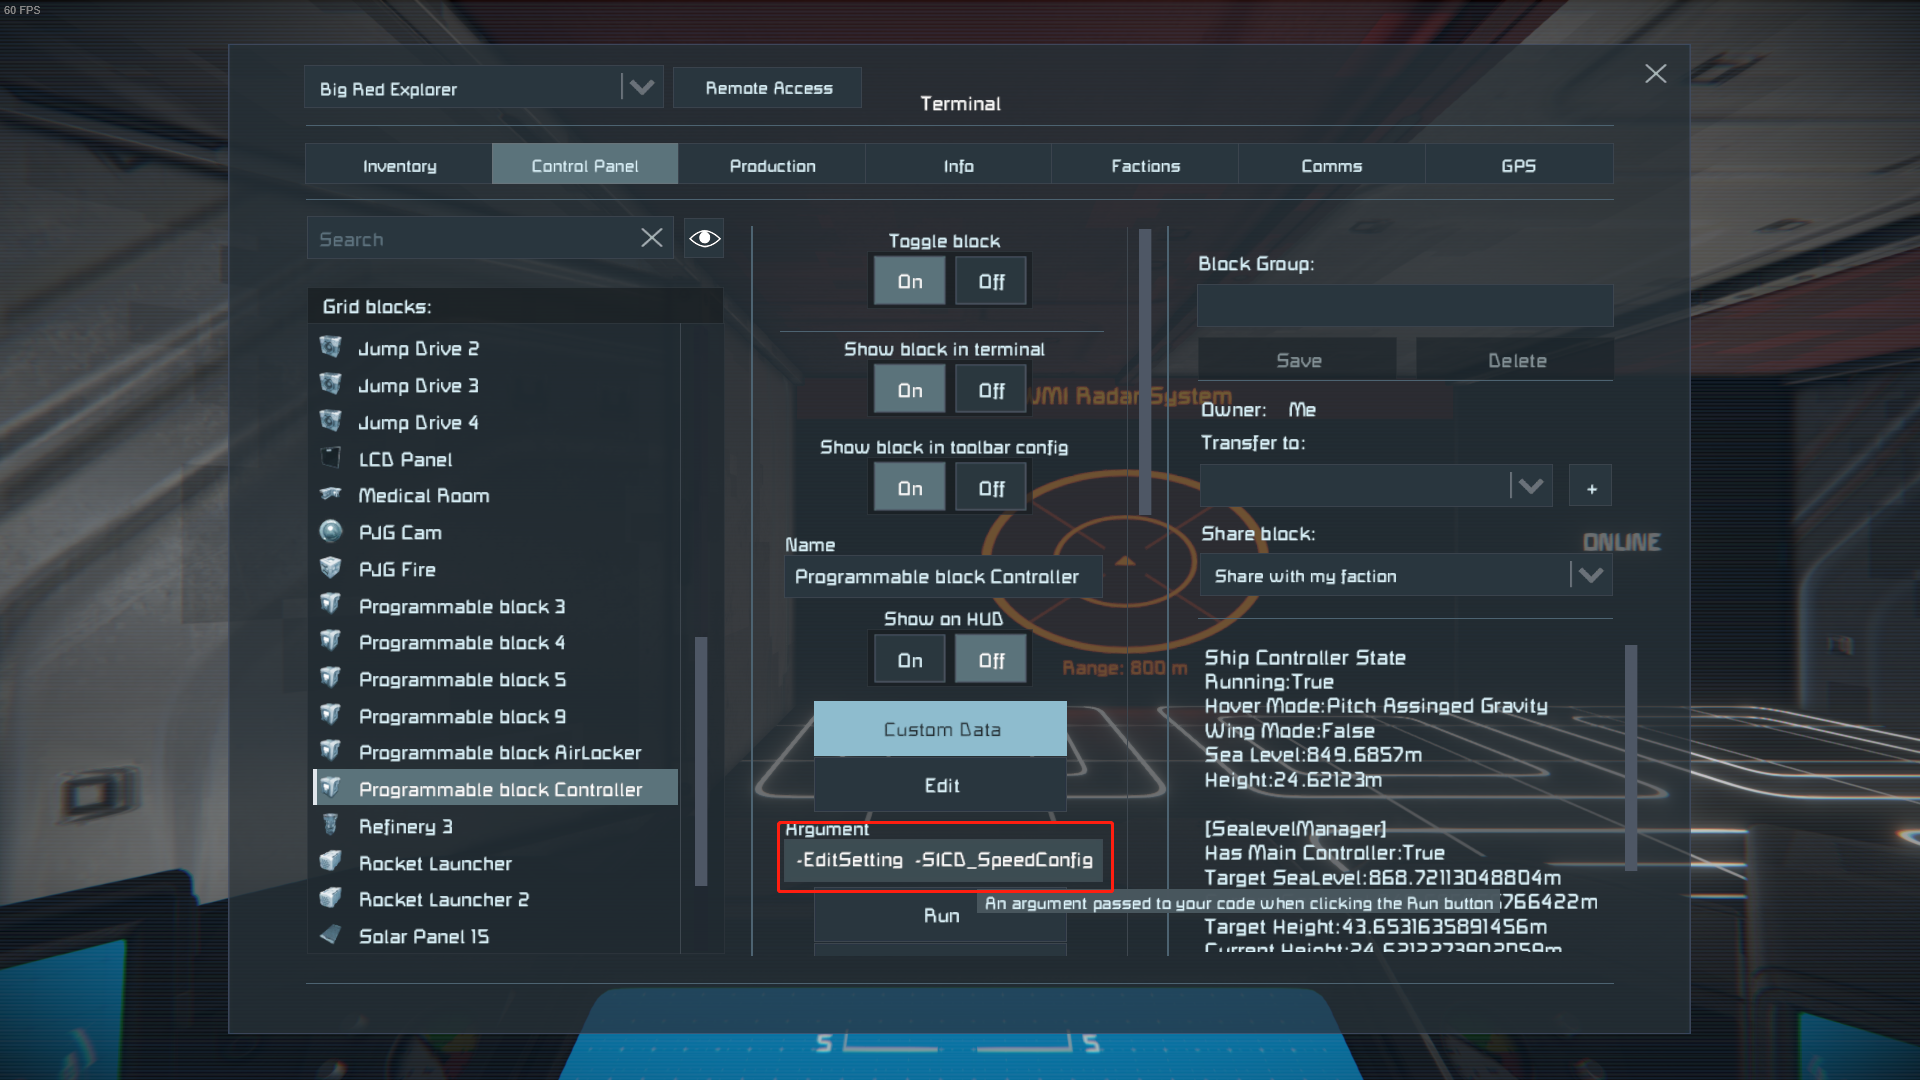 60 FPS
Big Red Explorer
Remote Access
Terminal
Inventory
Control Panel
Production
Info
Factions
Comms
GPS
Search
Grid blocks:
Jump Drive 2
Jump Drive 3
Jump Drive 4
LCD Panel
Medical Room
PJG Cam
PJG Fire
Programmable block 3
Programmable block 4
Programmable block 5
Programmable block 9
Programmable block AirLocker
Programmable block Controller
Refinery 3
Rocket Launcher
Rocket Launcher 2
Solar Panel 15
Toggle block
On Off
Show block in terminal
On Off
Show block in toolbar config
On Off
Name
Programmable block Controller
Show on HUD
On Off
Custom Data
Edit
Argument
-EditSetting -SICD_SpeedConfig
An argument passed to your code when clicking the Run button
Run
Block Group:
Save Delete
Radar System
Owner: Me
Transfer to:
+
Share block:
ONLINE
Share with my faction
Range: 800 m
Ship Controller State
Running:True
Hover Mode:Pitch Assinged Gravity
Wing Mode:False
Sea Level:849.6857m
Height:24.62123m
[SealevelManager]
Has Main Controller:True
Target SeaLevel:868.72113048804m
766422m
Target Height:43.6531635891456m
Current Height:24.6212273902059m
S S